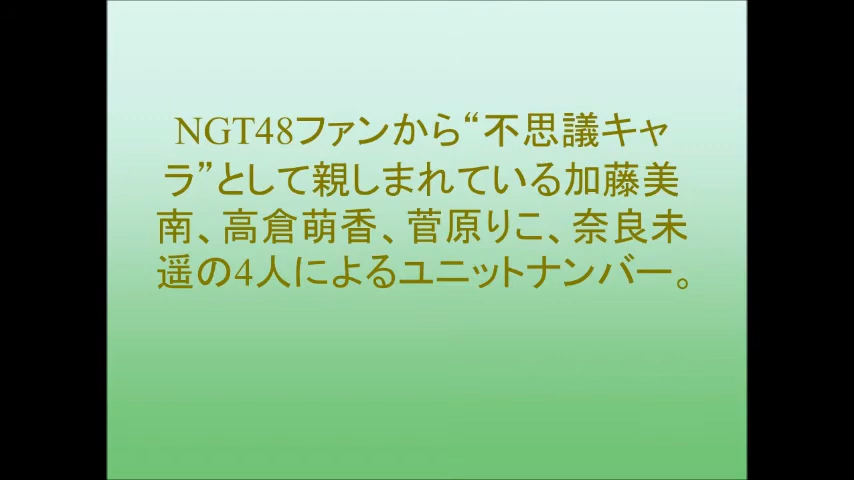 NGT48ファンから“不思議キャ
ラ”として親しまれている加藤美
南、高倉萌香、菅原りこ、奈良未
遥の4人によるユニットナンバー。